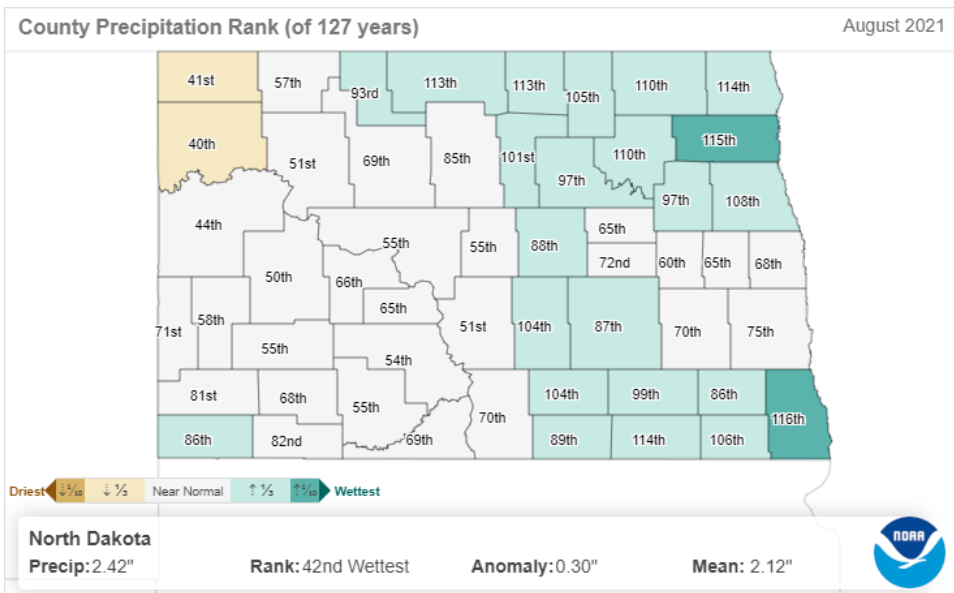 County Precipitation Rank (of 127 years) August 2021
41st 57th 93rd 113th 113th 105th 110th 114th
40th 51st 69th 85th 101st 97th 110th 115th
97th 108th
44th 55th 55th 88th 65th
72nd 60th 65th 68th
50th 66th
65th
71st 58th 51st 104th 87th 70th 75th
55th 54th
81st 68th 55th 70th 104th 99th 86th 116th
86th 82nd 69th 89th 114th 106th
Driest ↓⅒ ↓⅓ Near Normal ↑⅓ ↑⅒ Wettest
North Dakota
Precip:2.42" Rank:42nd Wettest Anomaly:0.30" Mean: 2.12"
NOAA